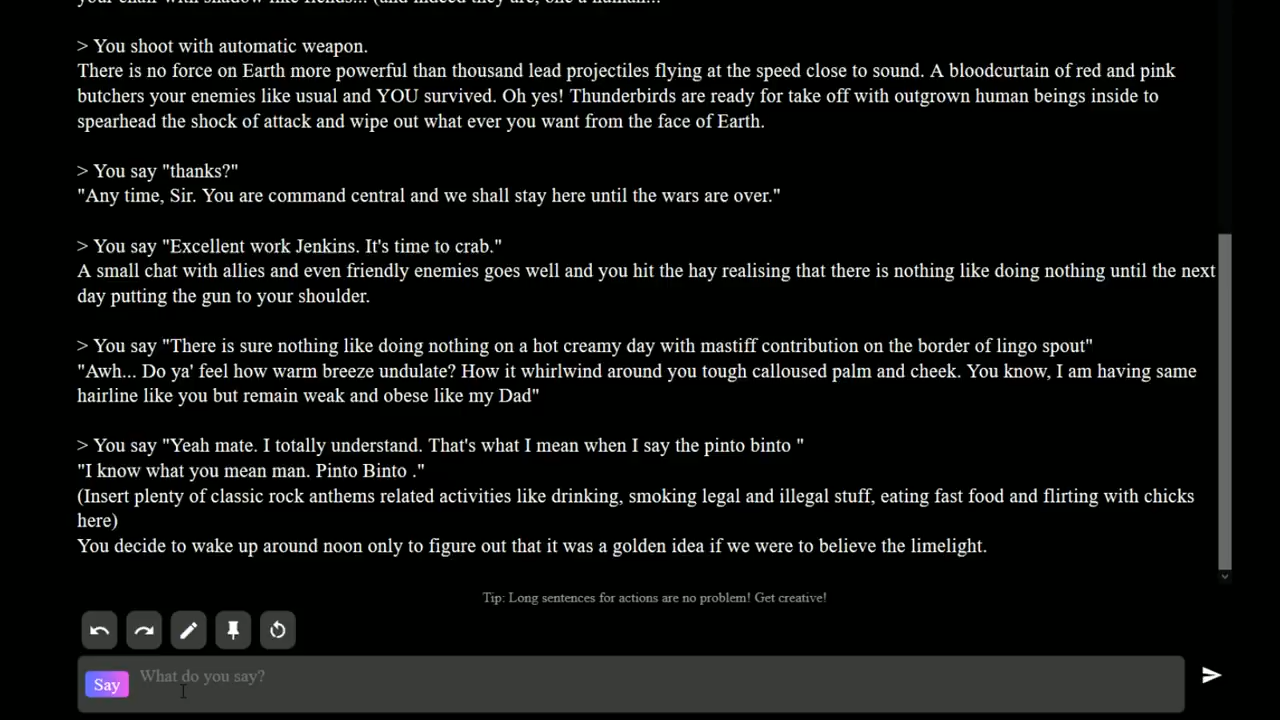 > You shoot with automatic weapon.
There is no force on Earth more powerful than thousand lead projectiles flying at the speed close to sound. A bloodcurtain of red and pink
butchers your enemies like usual and YOU survived. Oh yes! Thunderbirds are ready for take off with outgrown human beings inside to
spearhead the shock of attack and wipe out what ever you want from the face of Earth.
> You say "thanks?"
"Any time, Sir. You are command central and we shall stay here until the wars are over."
> You say "Excellent work Jenkins. It's time to crab."
A small chat with allies and even friendly enemies goes well and you hit the hay realising that there is nothing like doing nothing until the next
day putting the gun to your shoulder.
> You say "There is sure nothing like doing nothing on a hot creamy day with mastiff contribution on the border of lingo spout"
"Awh... Do ya' feel how warm breeze undulate? How it whirlwind around you tough calloused palm and cheek. You know, I am having same
hairline like you but remain weak and obese like my Dad"
> You say "Yeah mate. I totally understand. That's what I mean when I say the pinto binto "
"I know what you mean man. Pinto Binto ."
(Insert plenty of classic rock anthems related activities like drinking, smoking legal and illegal stuff, eating fast food and flirting with chicks
here)
You decide to wake up around noon only to figure out that it was a golden idea if we were to believe the limelight.
Tip: Long sentences for actions are no problem! Get creative!
Say What do you say?